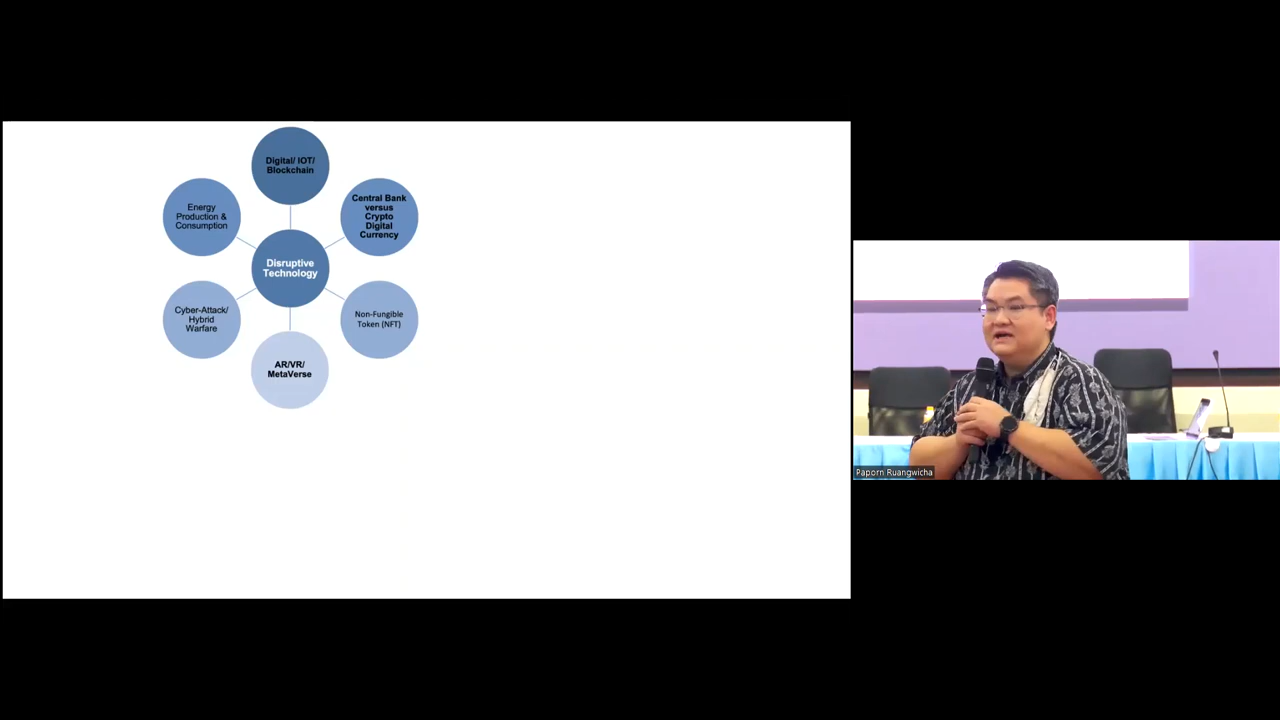 Digital/ IOT/
Blockchain
Energy
Production &
Consumption
Central Bank
versus
Crypto
Digital
Currency
Disruptive
Technology
Cyber-Attack/
Hybrid
Warfare
Non-Fungible
Token (NFT)
AR/VR/
MetaVerse
Paporn Ruangwicha